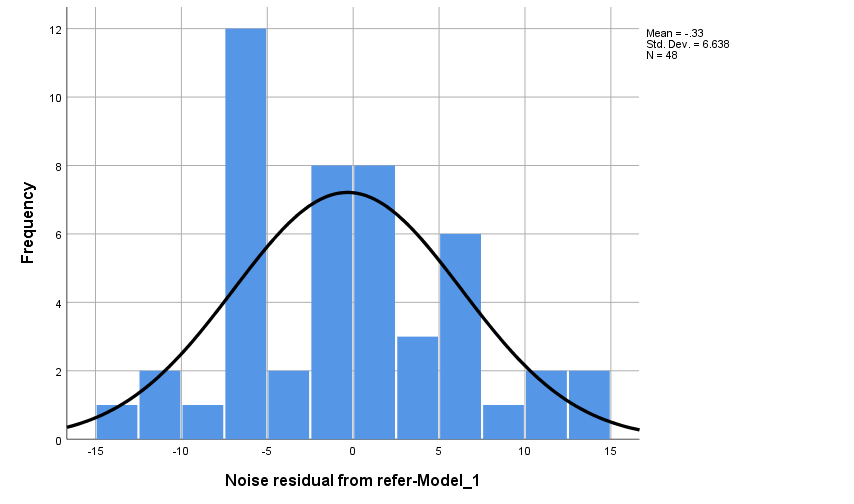 Mean = -.33
Std. Dev. = 6.638
N = 48
12
10
8
6
4
2
0
Frequency
-15 -10 -5 0 5 10 15
Noise residual from refer-Model_1